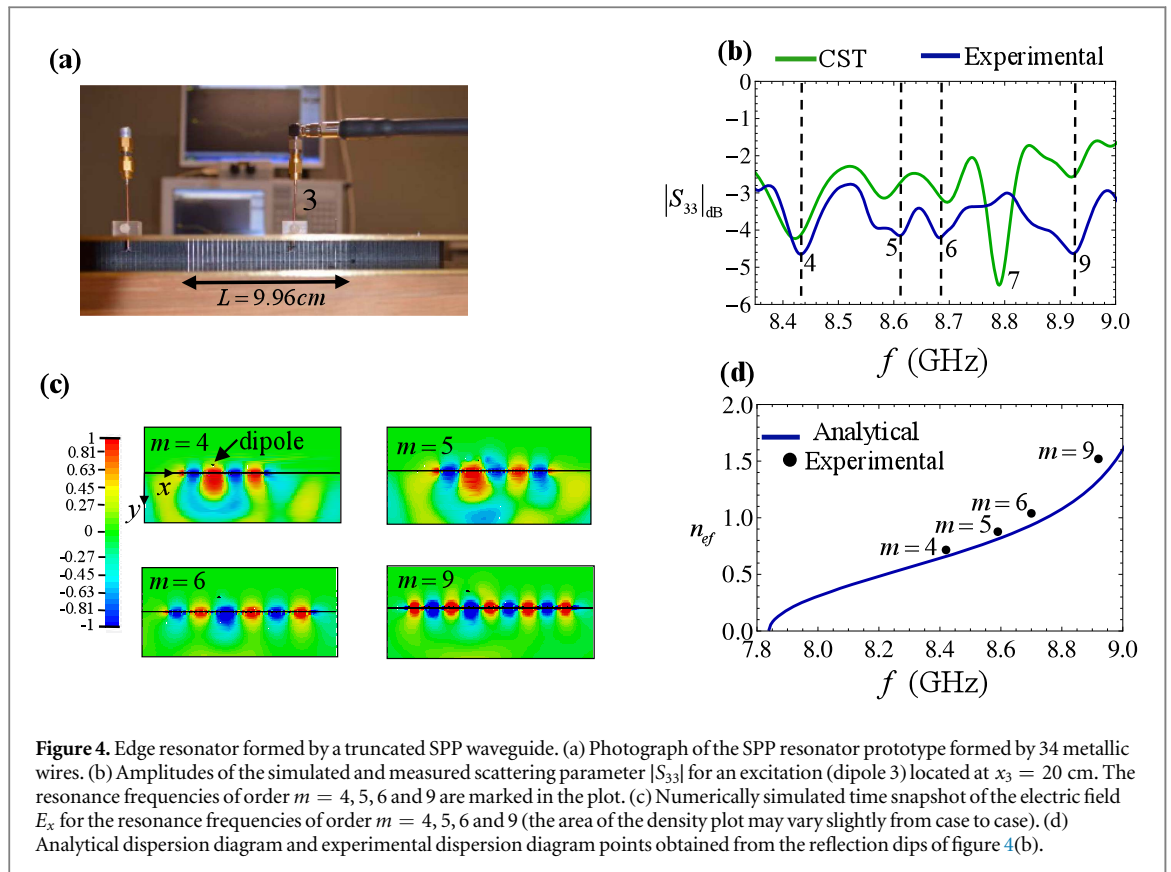 (a)
3
L = 9.96cm
(b)
CST Experimental
0
−1
−2
−3
−4
−5
−6
|S33|dB
4 5 6 7 9
8.4 8.5 8.6 8.7 8.8 8.9 9.0
f (GHz)
(c)
1
0.81
0.63
0.45
0.27
0
-0.27
-0.45
-0.63
-0.81
-1
m = 4 dipole
x
y
m = 5
m = 6
m = 9
(d)
2.0
1.5
1.0
0.5
0.0
nef
Analytical
Experimental
m = 9
m = 6
m = 5
m = 4
7.8 8.0 8.2 8.4 8.6 8.8 9.0
f (GHz)
Figure 4. Edge resonator formed by a truncated SPP waveguide. (a) Photograph of the SPP resonator prototype formed by 34 metallic
wires. (b) Amplitudes of the simulated and measured scattering parameter |S33| for an excitation (dipole 3) located at x3 = 20 cm. The
resonance frequencies of order m = 4, 5, 6 and 9 are marked in the plot. (c) Numerically simulated time snapshot of the electric field
Ex for the resonance frequencies of order m = 4, 5, 6 and 9 (the area of the density plot may vary slightly from case to case). (d)
Analytical dispersion diagram and experimental dispersion diagram points obtained from the reflection dips of figure 4(b).